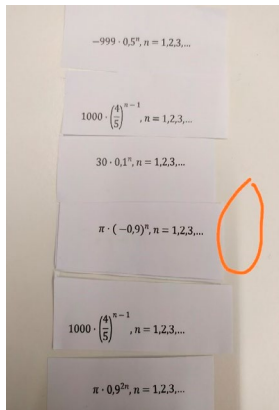 −999 · 0,5ⁿ, n = 1,2,3,...
1000 · (4/5)ⁿ⁻¹, n = 1,2,3,...
30 · 0,1ⁿ, n = 1,2,3,...
π · (−0,9)ⁿ, n = 1,2,3,...
1000 · (4/5)ⁿ⁻¹, n = 1,2,3,...
π · 0,9²ⁿ, n = 1,2,3,...